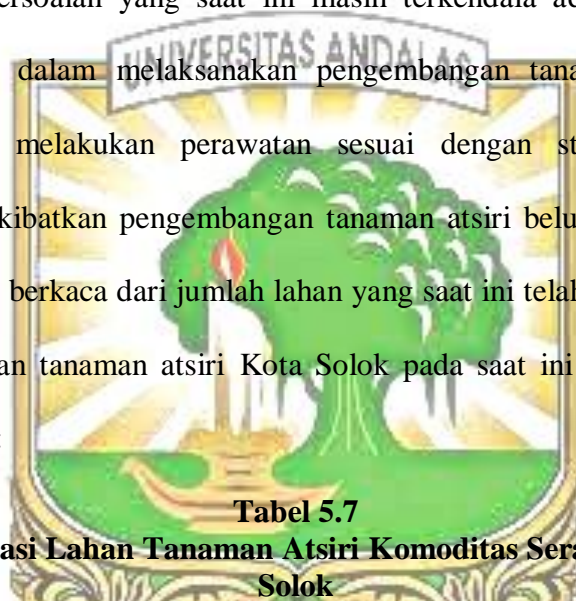 ersoalan yang saat ini masih terkendala ad
UNIVERSITAS ANDALAS
dalam melaksanakan pengembangan tana
melakukan perawatan sesuai dengan st
kibatkan pengembangan tanaman atsiri belu
berkaca dari jumlah lahan yang saat ini telah
an tanaman atsiri Kota Solok pada saat ini
Tabel 5.7
asi Lahan Tanaman Atsiri Komoditas Sera
Solok